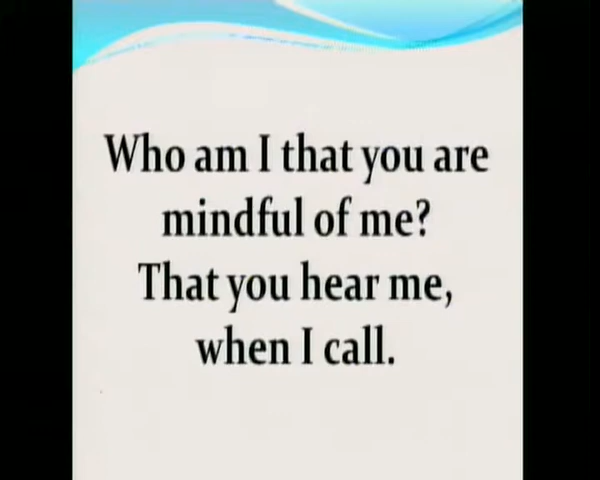 Who am I that you are
mindful of me?
That you hear me,
when I call.